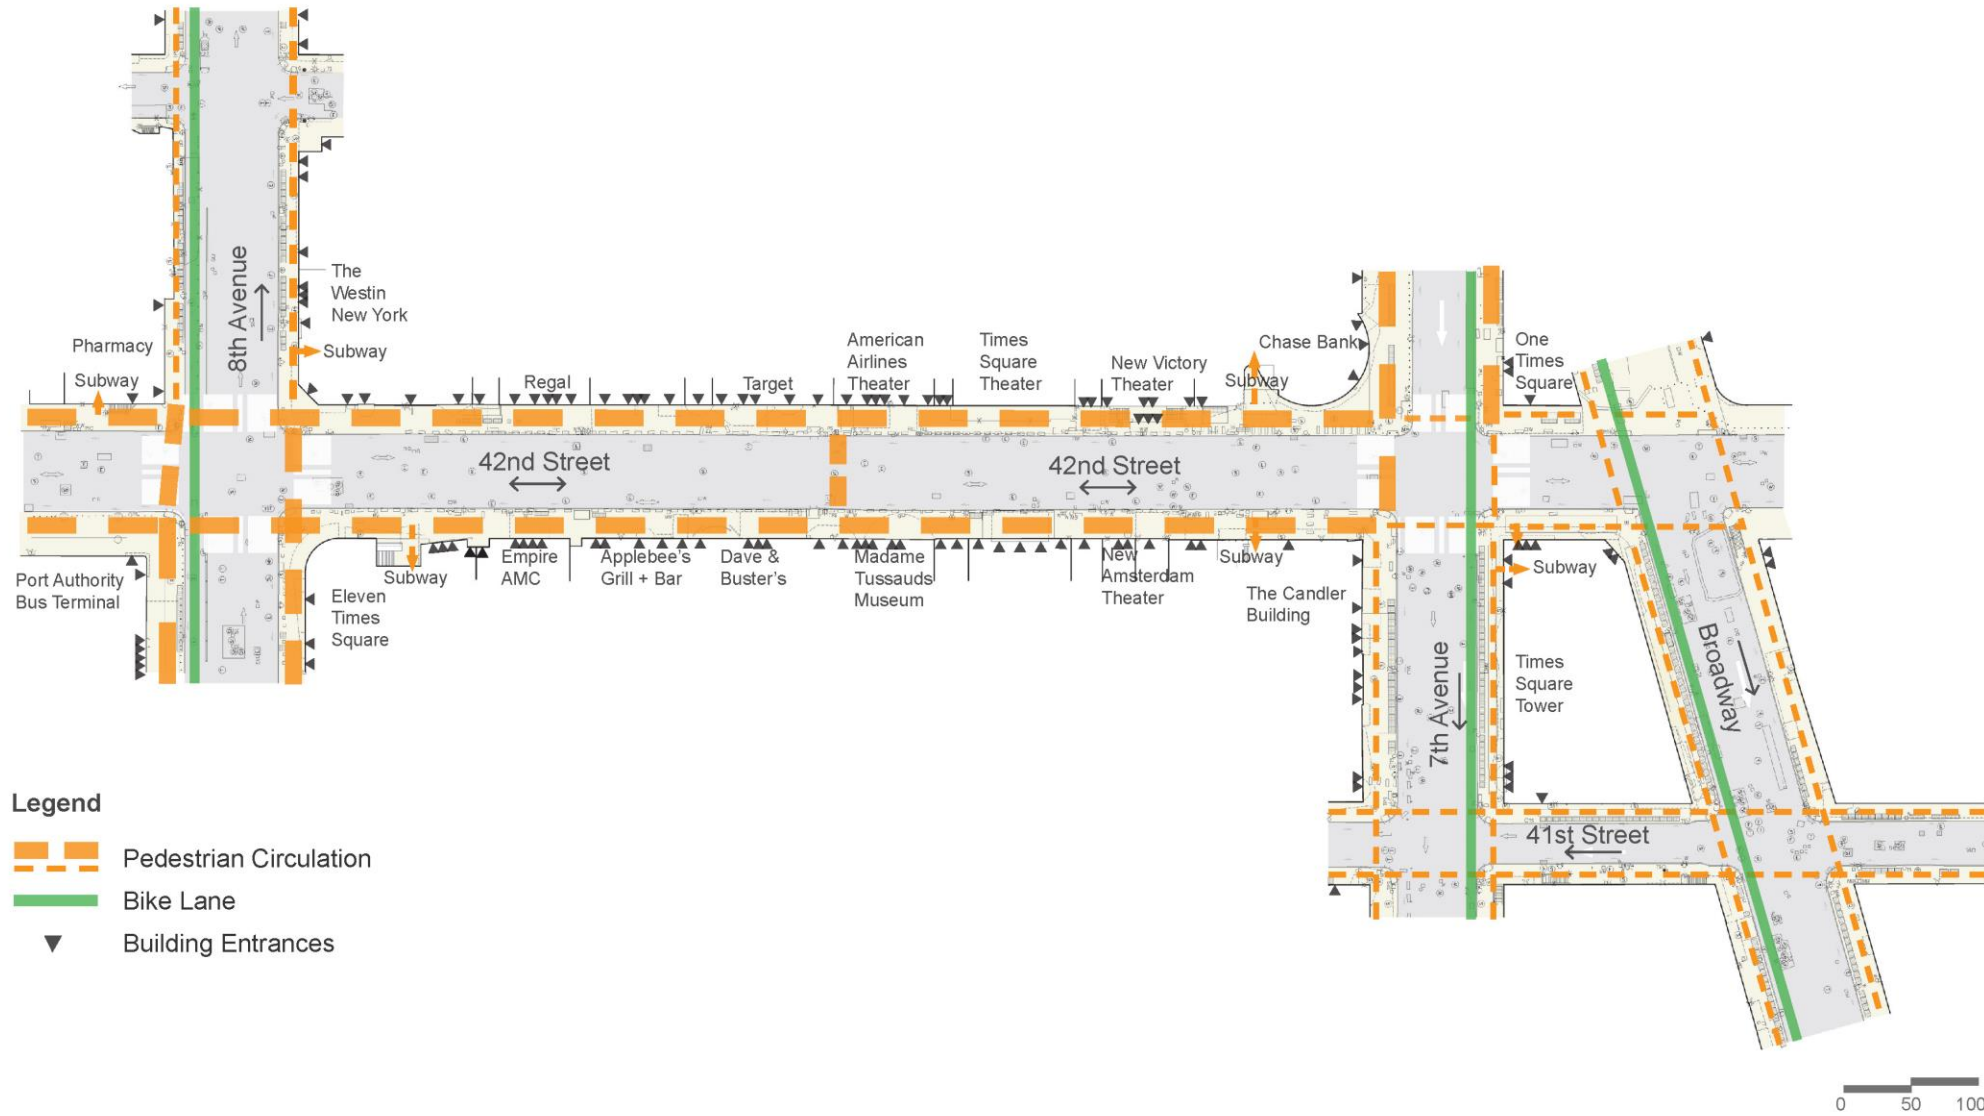 8th Avenue
The
Westin
New York
Subway
Pharmacy
Subway
Regal
Target
American
Airlines
Theater
Times
Square
Theater
New Victory
Theater
Subway
Chase Bank
One
Times
Square
42nd Street
42nd Street
Port Authority
Bus Terminal
Eleven
Times
Square
Subway
Empire
AMC
Applebee's
Grill + Bar
Dave &
Buster's
Madame
Tussauds
Museum
New
Amsterdam
Theater
Subway
The Candler
Building
Subway
Times
Square
Tower
7th Avenue
Broadway
41st Street
Legend
Pedestrian Circulation
Bike Lane
Building Entrances
0 50 100